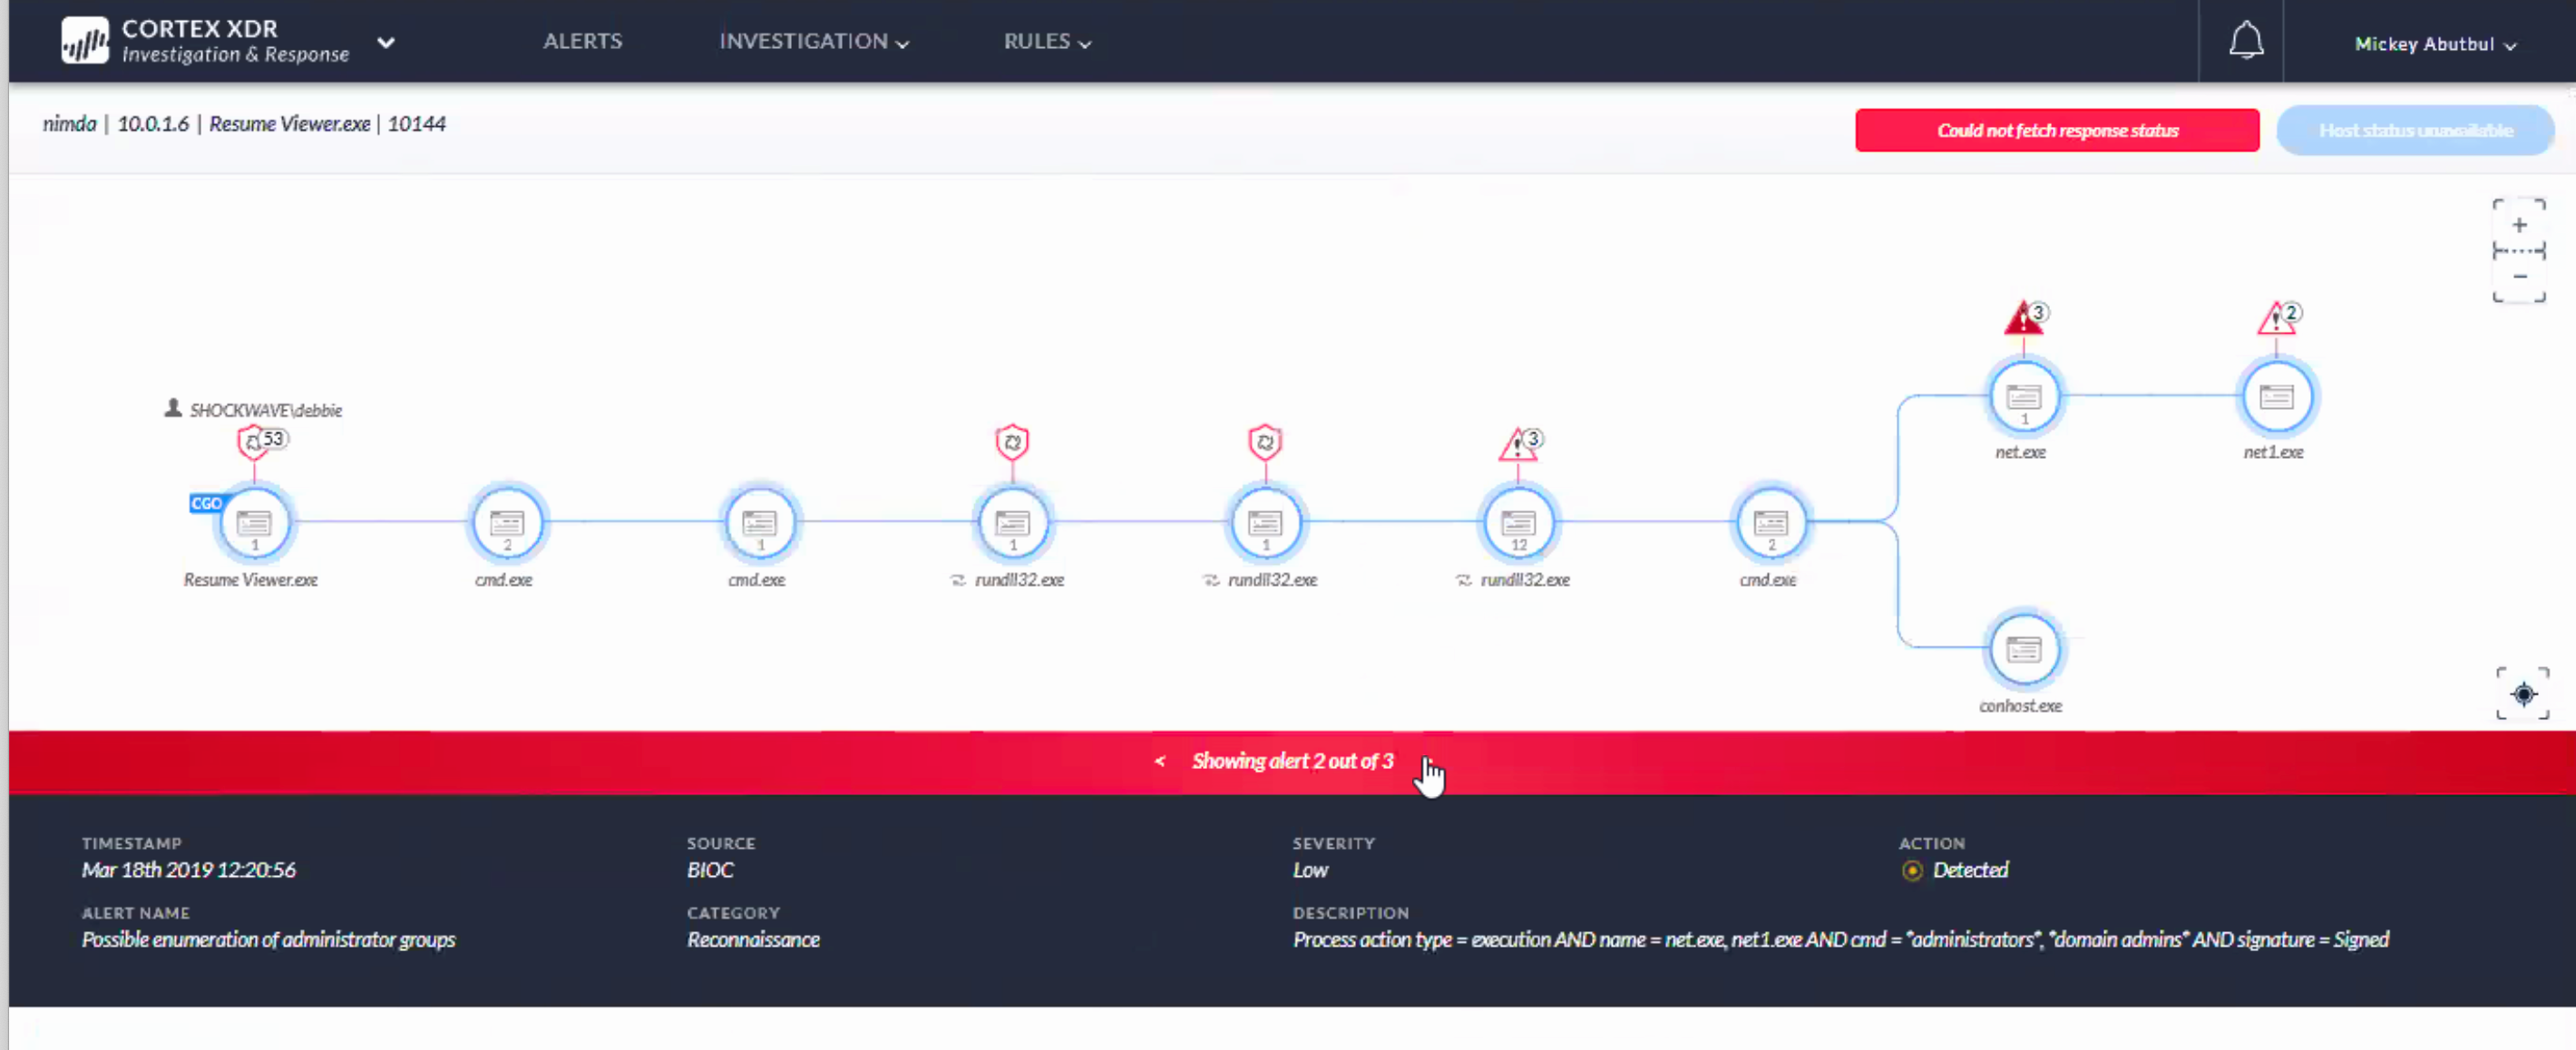 CORTEX XDR
Investigation & Response
ALERTS
INVESTIGATION
RULES
Mickey Abutbul
nimda | 10.0.1.6 | Resume Viewer.exe | 10144
Could not fetch response status
Host status unavailable
3
2
SHOCKWAVE\debbie
53
3
1
net.exe
net1.exe
CGO
1
2
1
1
1
12
2
Resume Viewer.exe
cmd.exe
cmd.exe
rundll32.exe
rundll32.exe
rundll32.exe
cmd.exe
conhost.exe
< Showing alert 2 out of 3
TIMESTAMP
Mar 18th 2019 12:20:56
SOURCE
BIOC
SEVERITY
Low
ACTION
Detected
ALERT NAME
Possible enumeration of administrator groups
CATEGORY
Reconnaissance
DESCRIPTION
Process action type = execution AND name = net.exe, net1.exe AND cmd = *administrators*, *domain admins* AND signature = Signed